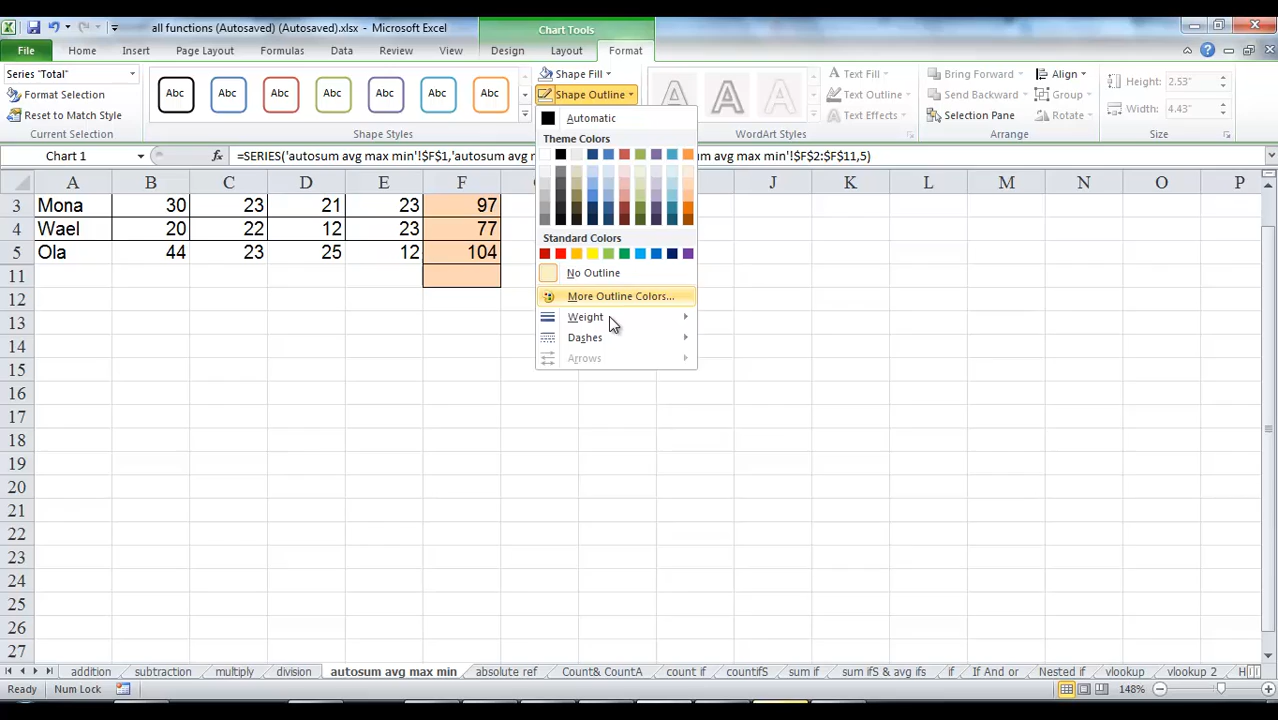 all functions (Autosaved) (Autosaved).xlsx - Microsoft Excel
Chart Tools
File Home Insert Page Layout Formulas Data Review View Design Layout Format
Series "Total"
Format Selection
Reset to Match Style
Current Selection
Abc Abc Abc Abc Abc Abc Abc
Shape Styles
Shape Fill
Shape Outline
A A A
WordArt Styles
Text Fill
Text Outline
Text Effects
Bring Forward
Send Backward
Selection Pane
Align
Group
Rotate
Arrange
Height: 2.53"
Width: 4.43"
Size
Chart 1
fx
=SERIES('autosum avg max min'!$F$1,'autosum avg m
um avg max min'!$F$2:$F$11,5)
A B C D E F J K L M N O P
3 Mona 30 23 21 23 97
4 Wael 20 22 12 23 77
5 Ola 44 23 25 12 104
11
12
13
14
15
16
17
18
19
20
21
22
23
24
25
26
27
Automatic
Theme Colors
Standard Colors
No Outline
More Outline Colors...
Weight
Dashes
Arrows
addition subtraction multiply division autosum avg max min absolute ref Count& CountA count if countifS sum if sum ifS & avg ifs if If And or Nested if vlookup vlookup 2 H
Ready Num Lock 148%